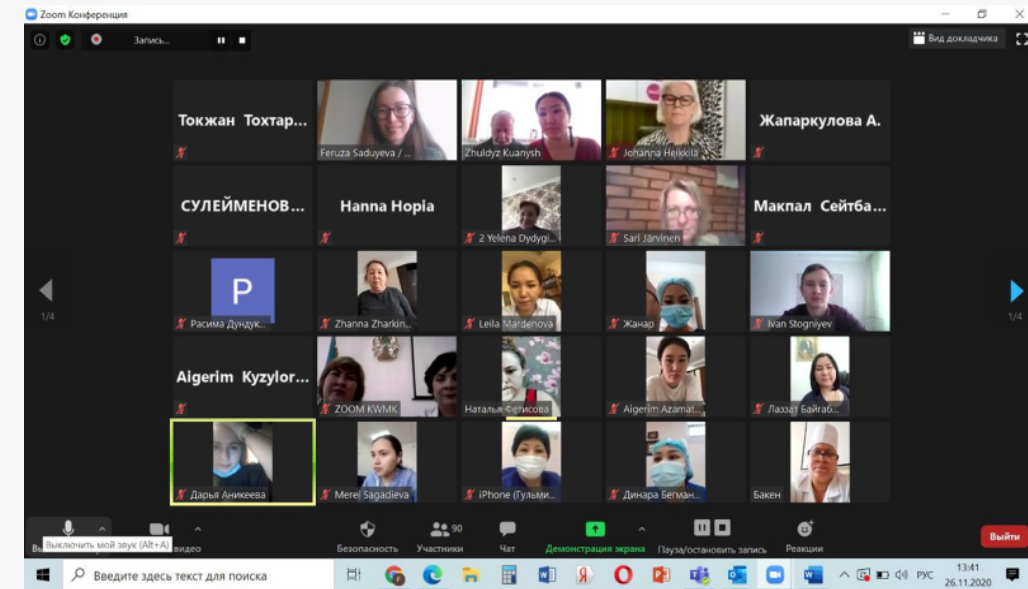 Zoom Конференция
Запись...
Вид докладчика
Токжан Тохтар...
Feruza Saduyeva / ...
Zhuldyz Kuanysh
Johanna Heikkilä
Жапаркулова А.
СУЛЕЙМЕНОВ...
Hanna Hopia
2 Yelena Dydygi...
Sari Järvinen
Макпал Сейтба...
P
Расима Дундук...
Zhanna Zharkin...
Leila Mardenova
Жанар
Ivan Stogniyev
1/4
1/4
Aigerim Kyzylor...
ZOOM KWMK
Наталья Фетисова
Aigerim Azamat...
Лаззат Байгаб...
Дарья Аникеева
Merei Sagadieva
iPhone (Гульми...
Динара Бегман...
Бакен
90
Выключить мой звук (Alt+A)
видео
Безопасность
Участники
Чат
Демонстрация экрана
Пауза/остановить запись
Реакции
Выйти
Введите здесь текст для поиска
РУС
13:41
26.11.2020